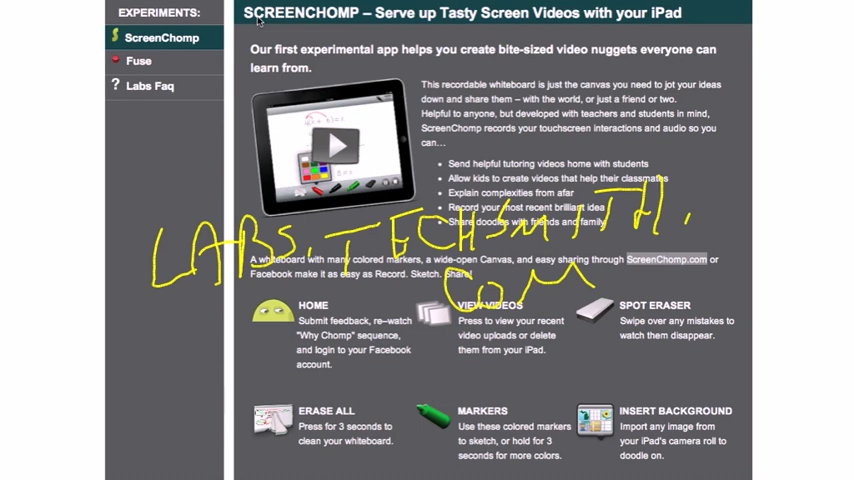 EXPERIMENTS:
ScreenChomp
Fuse
? Labs Faq
SCREENCHOMP – Serve up Tasty Screen Videos with your iPad
Our first experimental app helps you create bite-sized video nuggets everyone can
learn from.
This recordable whiteboard is just the canvas you need to jot your ideas
down and share them – with the world, or just a friend or two.
Helpful to anyone, but developed with teachers and students in mind,
ScreenChomp records your touchscreen interactions and audio so you
can…
• Send helpful tutoring videos home with students
• Allow kids to create videos that help their classmates
• Explain complexities from afar
• Record your most recent brilliant idea
• Share doodles with friends and family
LABS.TECHSMITH.
COM
A whiteboard with many colored markers, a wide-open Canvas, and easy sharing through ScreenChomp.com or
Facebook make it as easy as Record. Sketch. Share!
HOME
Submit feedback, re–watch
"Why Chomp" sequence,
and login to your Facebook
account.
VIEW VIDEOS
Press to view your recent
video uploads or delete
them from your iPad.
SPOT ERASER
Swipe over any mistakes to
watch them disappear.
ERASE ALL
Press for 3 seconds to
clean your whiteboard.
MARKERS
Use these colored markers
to sketch, or hold for 3
seconds for more colors.
INSERT BACKGROUND
Import any image from
your iPad's camera roll to
doodle on.